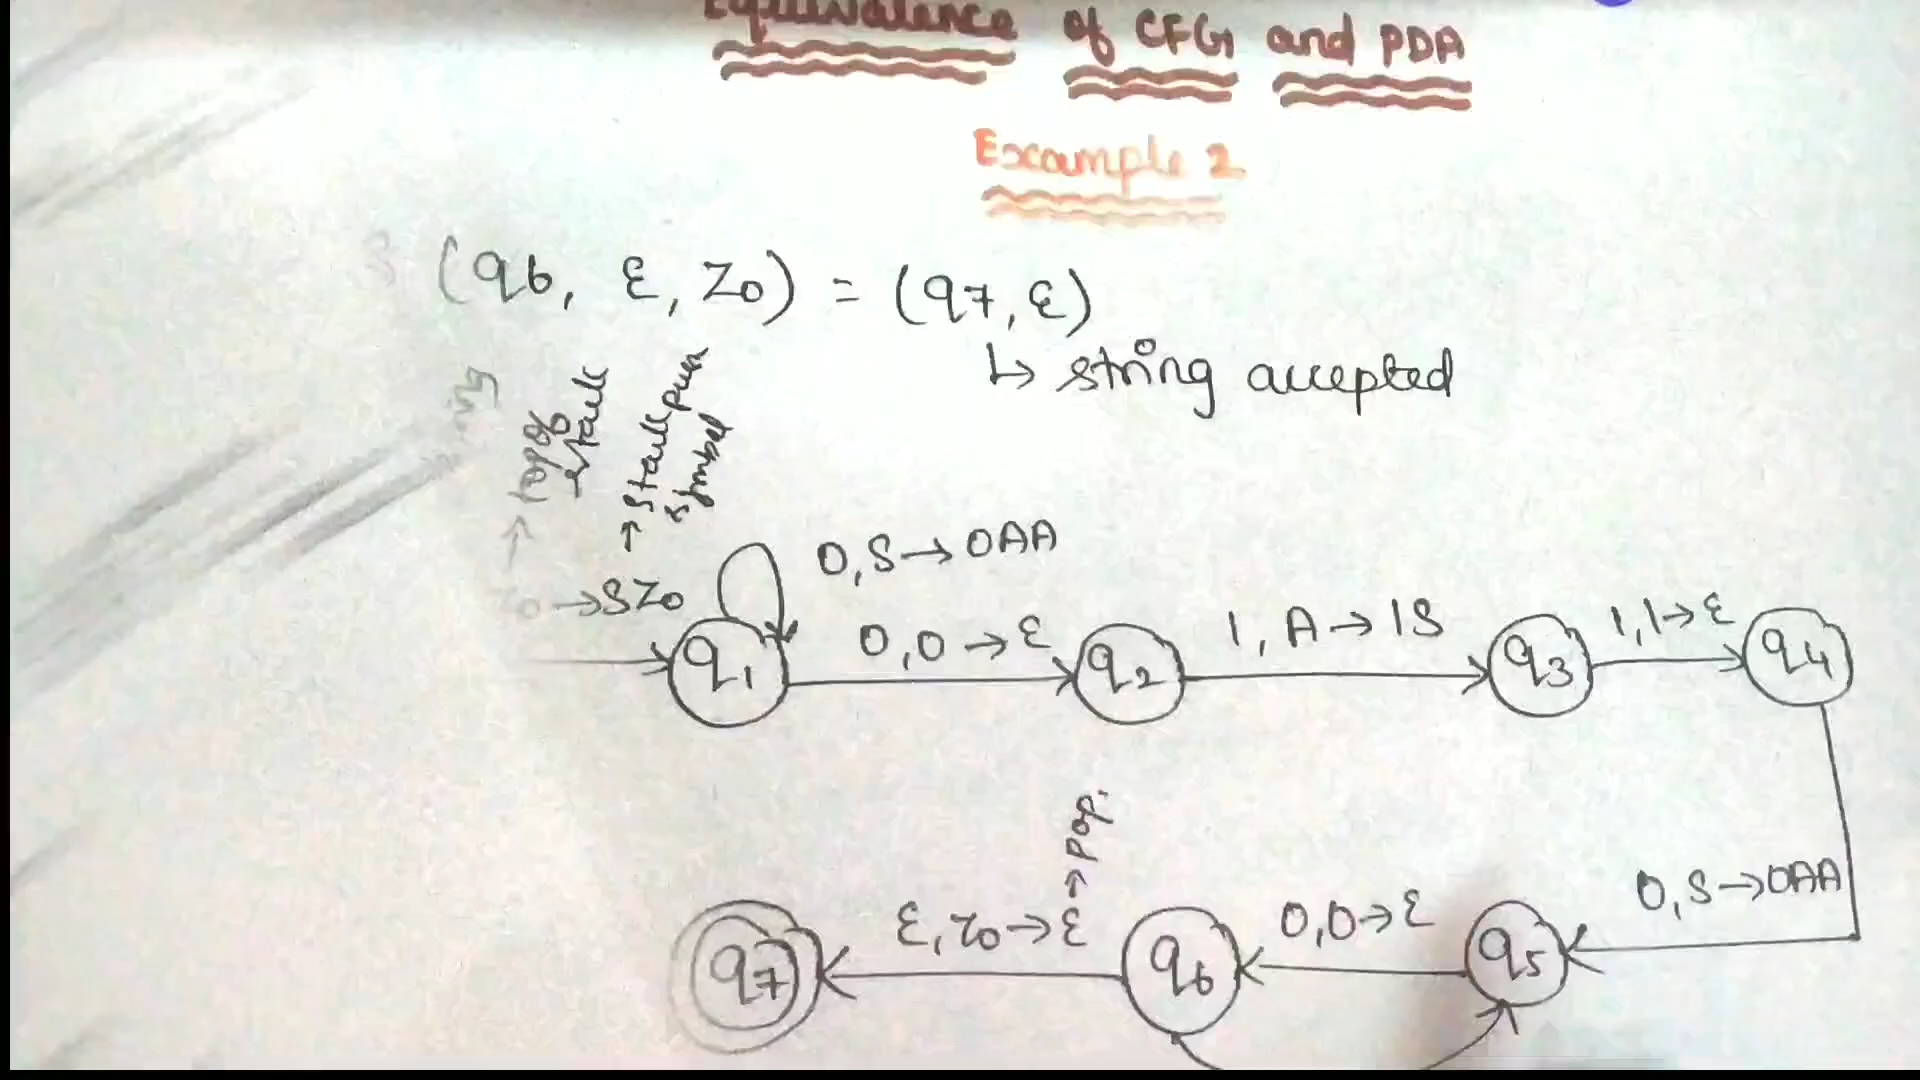 Equivalence of CFG and PDA
Example 2
(q6, ε, Z0) = (q7, ε)
↳ string accepted
→ top of stack
→ stack push symbol
→ SZ0
0, S → 0AA
q1
0, 0 → ε
q2
1, A → 1S
q3
1, 1 → ε
q4
0, S → 0AA
q5
0, 0 → ε
q6
ε, z0 → ε → pop.
q7